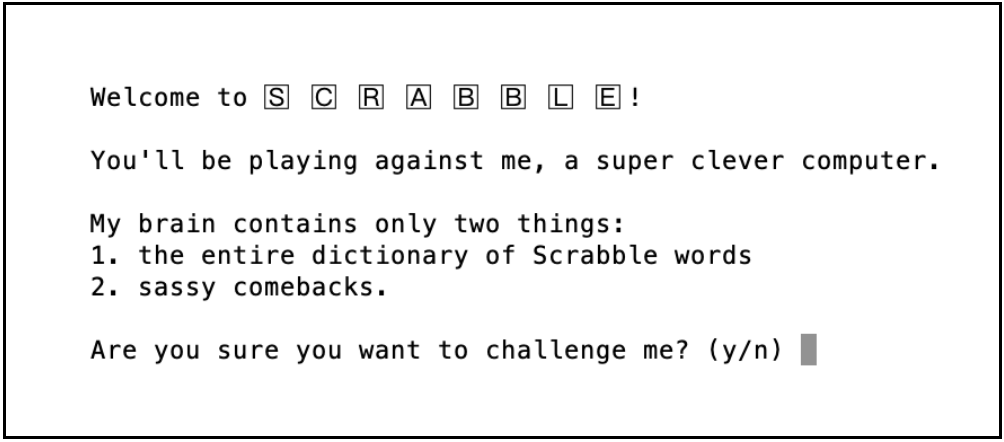 Welcome to S C R A B B L E !
You'll be playing against me, a super clever computer.
My brain contains only two things:
1. the entire dictionary of Scrabble words
2. sassy comebacks.
Are you sure you want to challenge me? (y/n)